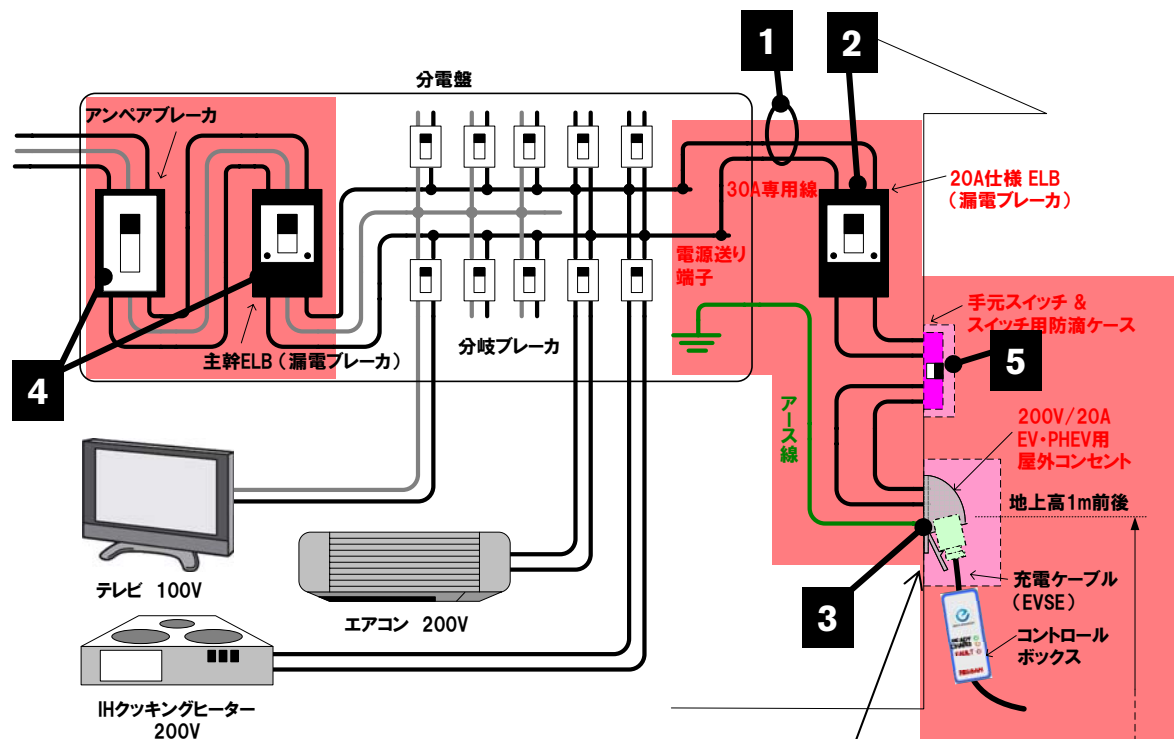 1
2
分電盤
アンペアブレーカ
30A専用線
20A仕様 ELB
(漏電ブレーカ)
電源送り
端子
手元スイッチ &
スイッチ用防滴ケース
主幹ELB(漏電ブレーカ)
分岐ブレーカ
4
5
アース線
200V/20A
EV・PHEV用
屋外コンセント
地上高1m前後
テレビ 100V
エアコン 200V
3
充電ケーブル
(EVSE)
コントロール
ボックス
READY
CHARGE
FAULT
NISSAN
IHクッキングヒーター
200V